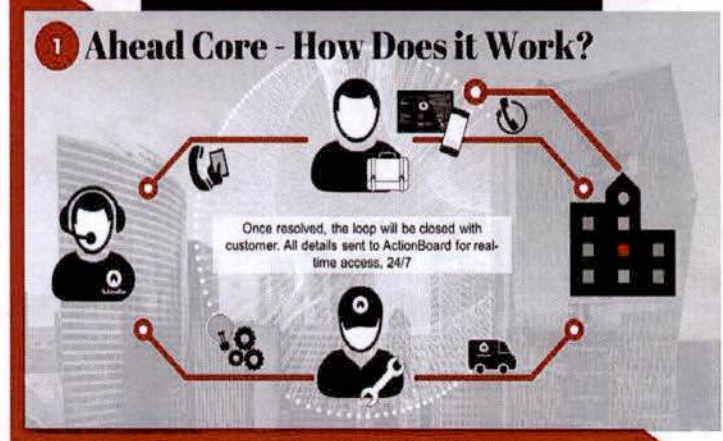 1 Ahead Core - How Does it Work?
Once resolved, the loop will be closed with
customer. All details sent to ActionBoard for real-
time access, 24/7